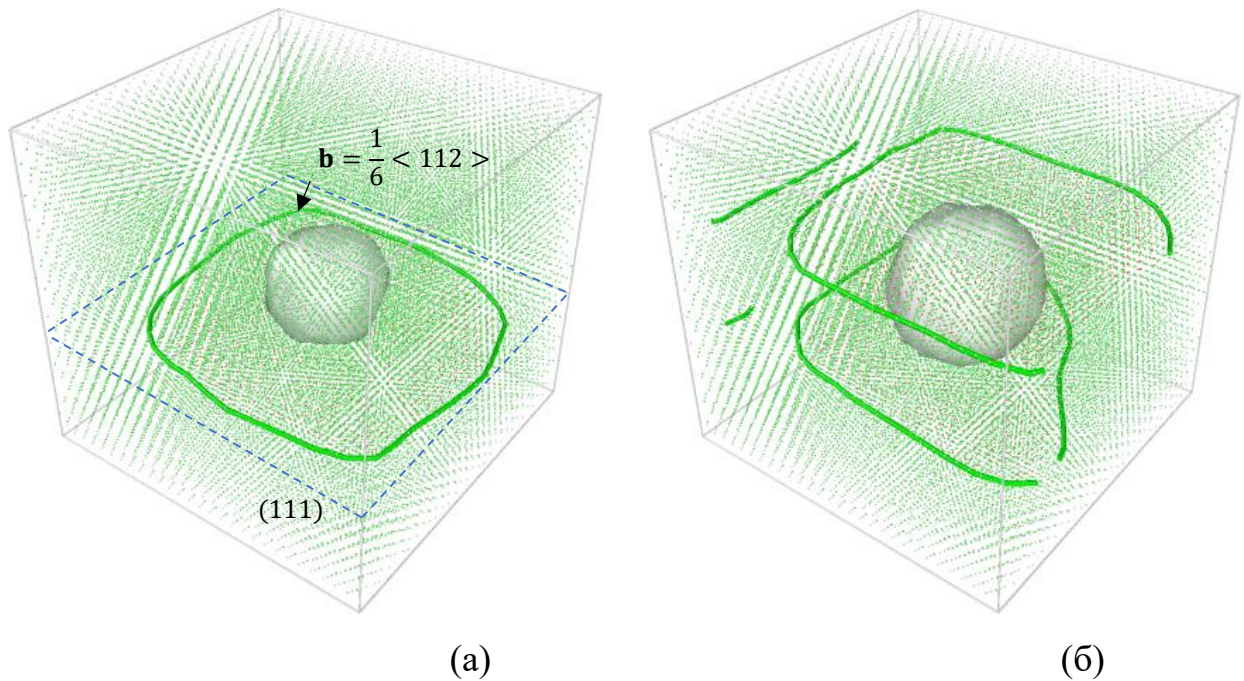 b = 1/6 < 112 >
(111)
(а) (б)